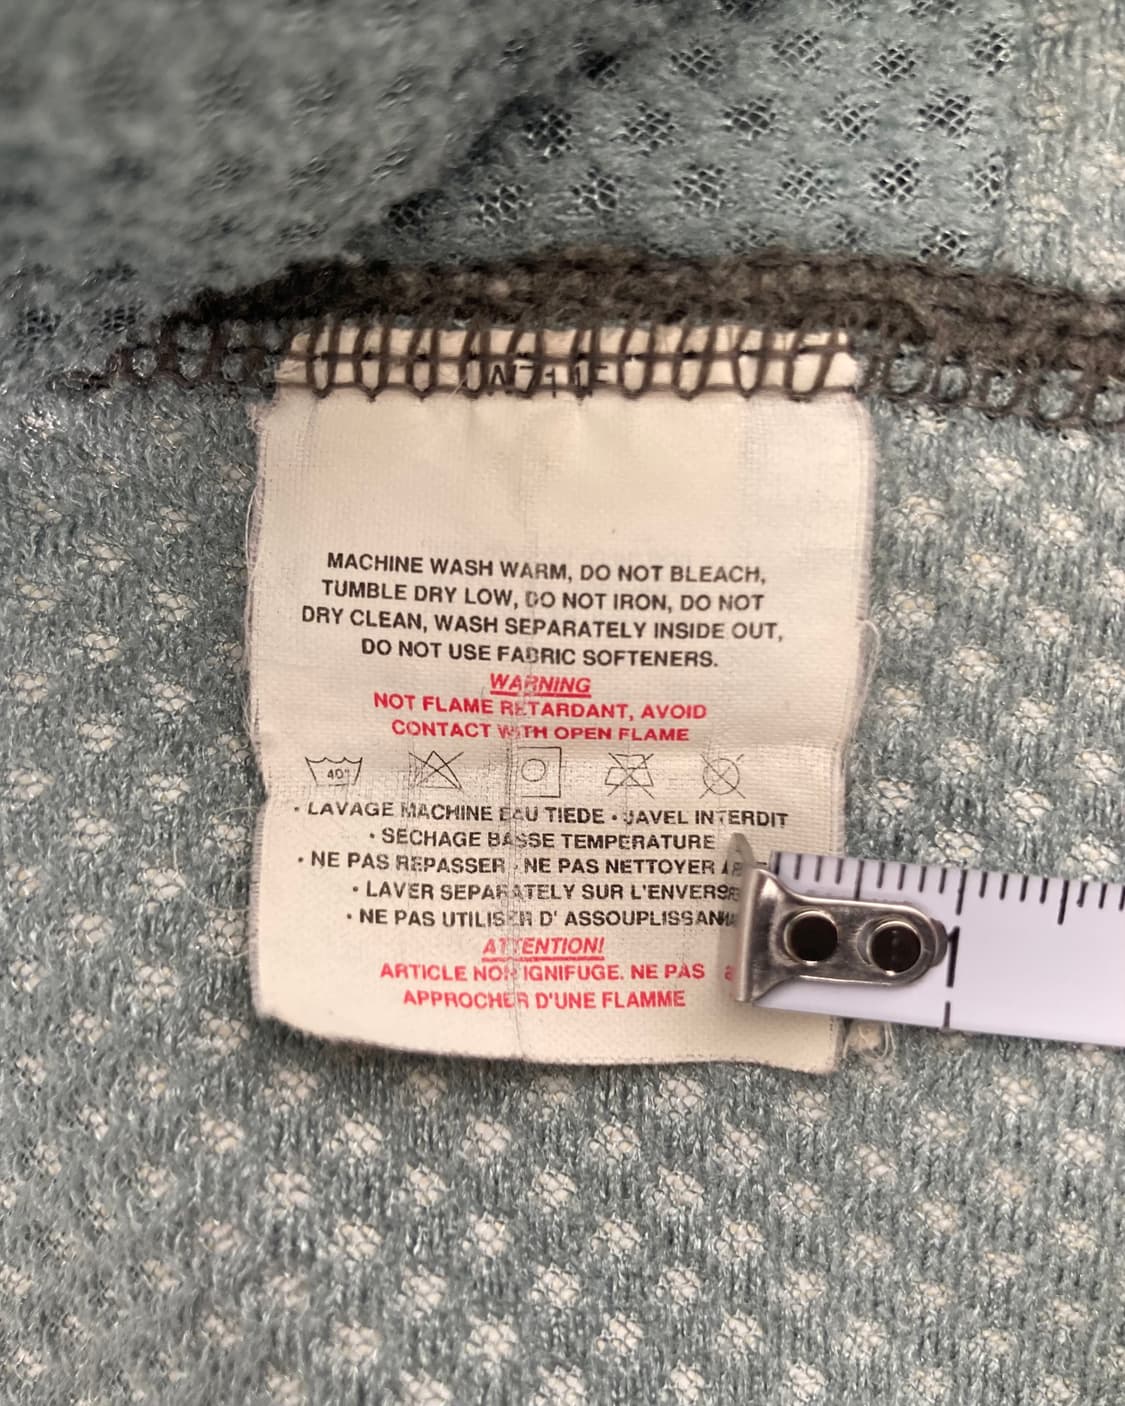 MACHINE WASH WARM, DO NOT BLEACH,
TUMBLE DRY LOW, DO NOT IRON, DO NOT
DRY CLEAN, WASH SEPARATELY INSIDE OUT,
DO NOT USE FABRIC SOFTENERS.
WARNING
NOT FLAME RETARDANT, AVOID
CONTACT WITH OPEN FLAME
40°
• LAVAGE MACHINE EAU TIEDE • JAVEL INTERDIT
• SECHAGE BASSE TEMPERATURE
• NE PAS REPASSER • NE PAS NETTOYER
• LAVER SEPARATELY SUR L'ENVERS
• NE PAS UTILISER D' ASSOUPLISSANT
ATTENTION!
ARTICLE NON IGNIFUGE. NE PAS
APPROCHER D'UNE FLAMME
1